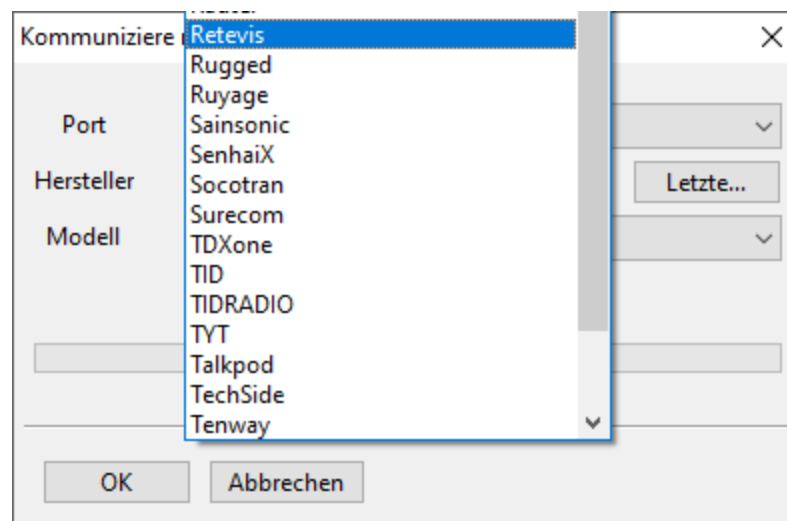 Kommuniziere
Retevis
Rugged
Ruyage
Port
Sainsonic
SenhaiX
Hersteller
Socotran
Letzte...
Surecom
Modell
TDXone
TID
TIDRADIO
TYT
Talkpod
TechSide
Tenway
OK
Abbrechen